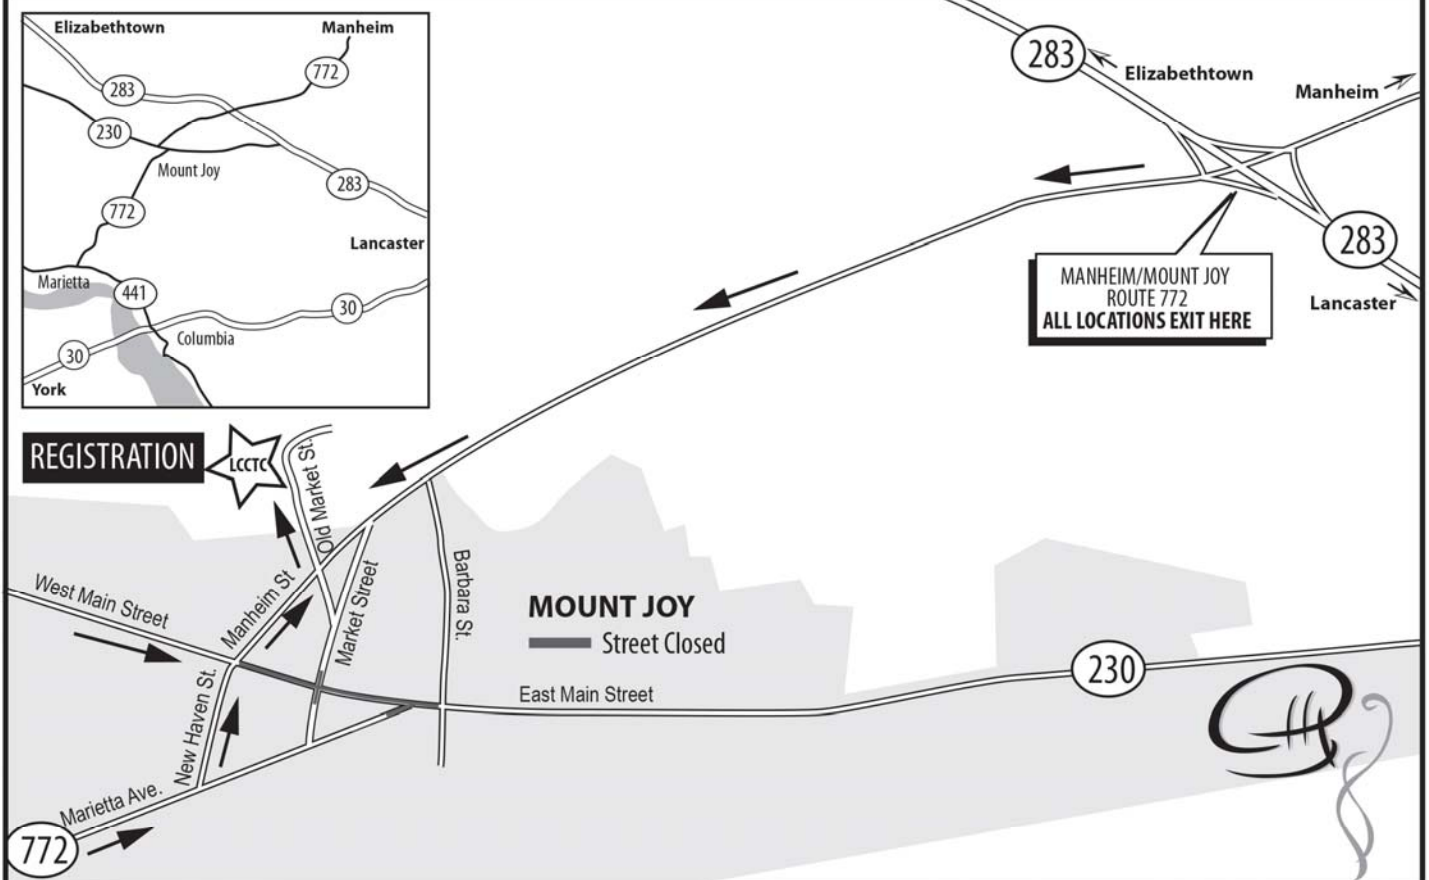 Elizabethtown
Manheim
772
283
230
Mount Joy
283
772
Lancaster
Marietta
441
30
Columbia
30
York
283
Elizabethtown
Manheim
283
Lancaster
MANHEIM/MOUNT JOY
ROUTE 772
ALL LOCATIONS EXIT HERE
REGISTRATION
LCCTC
Old Market St.
West Main Street
Manheim St
Market Street
Barbara St.
MOUNT JOY
Street Closed
East Main Street
230
New Haven St.
Marietta Ave.
772